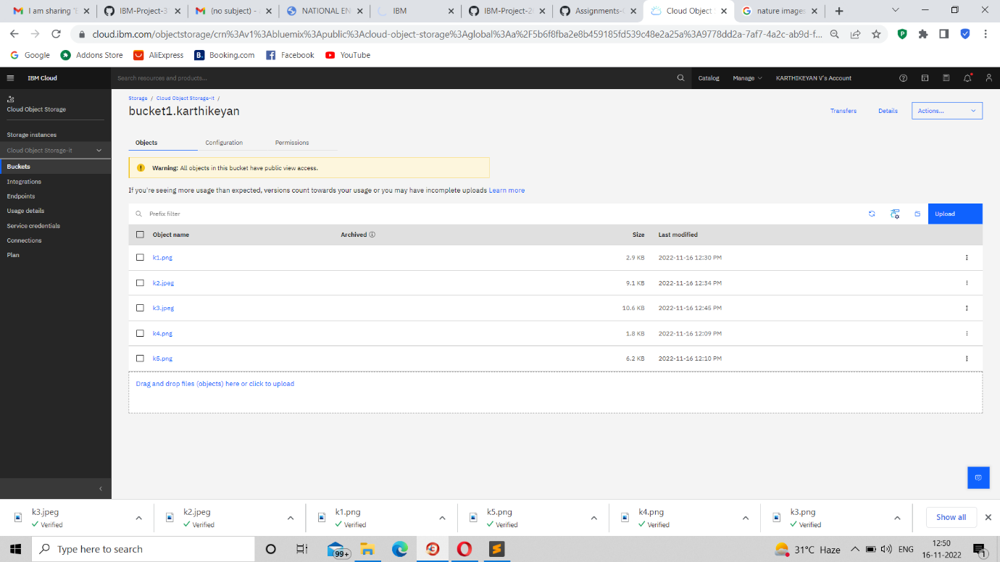 I am sharing 'E
IBM-Project-3
(no subject) - a
NATIONAL EN
IBM
IBM-Project-2
Assignments-
Cloud Object S
nature images
cloud.ibm.com/objectstorage/crn%3Av1%3Abluemix%3Apublic%3Acloud-object-storage%3Aglobal%3Aa%2F5b6f8fba2e8b459185fd539c48e2a25a%3A9778dd2a-7af7-4a2c-ab9d-f...
Google
Addons Store
AliExpress
Booking.com
Facebook
YouTube
IBM Cloud
Search resources and products...
Catalog
Manage
KARTHIKEYAN V's Account
Cloud Object Storage
Storage instances
Cloud Object Storage-it
Buckets
Integrations
Endpoints
Usage details
Service credentials
Connections
Plan
Storage / Cloud Object Storage-it /
bucket1.karthikeyan
Transfers
Details
Actions...
Objects
Configuration
Permissions
Warning: All objects in this bucket have public view access.
If you're seeing more usage than expected, versions count towards your usage or you may have incomplete uploads Learn more
Prefix filter
Upload
Object name Archived Size Last modified
k1.png 2.9 KB 2022-11-16 12:30 PM
k2.jpeg 9.1 KB 2022-11-16 12:34 PM
k3.jpeg 10.6 KB 2022-11-16 12:45 PM
k4.png 1.8 KB 2022-11-16 12:09 PM
k5.png 6.2 KB 2022-11-16 12:10 PM
Drag and drop files (objects) here or click to upload
k3.jpeg
Verified
k2.jpeg
Verified
k1.png
Verified
k5.png
Verified
k4.png
Verified
k3.png
Verified
Show all
Type here to search
99+
31°C Haze
ENG
12:50
16-11-2022
1